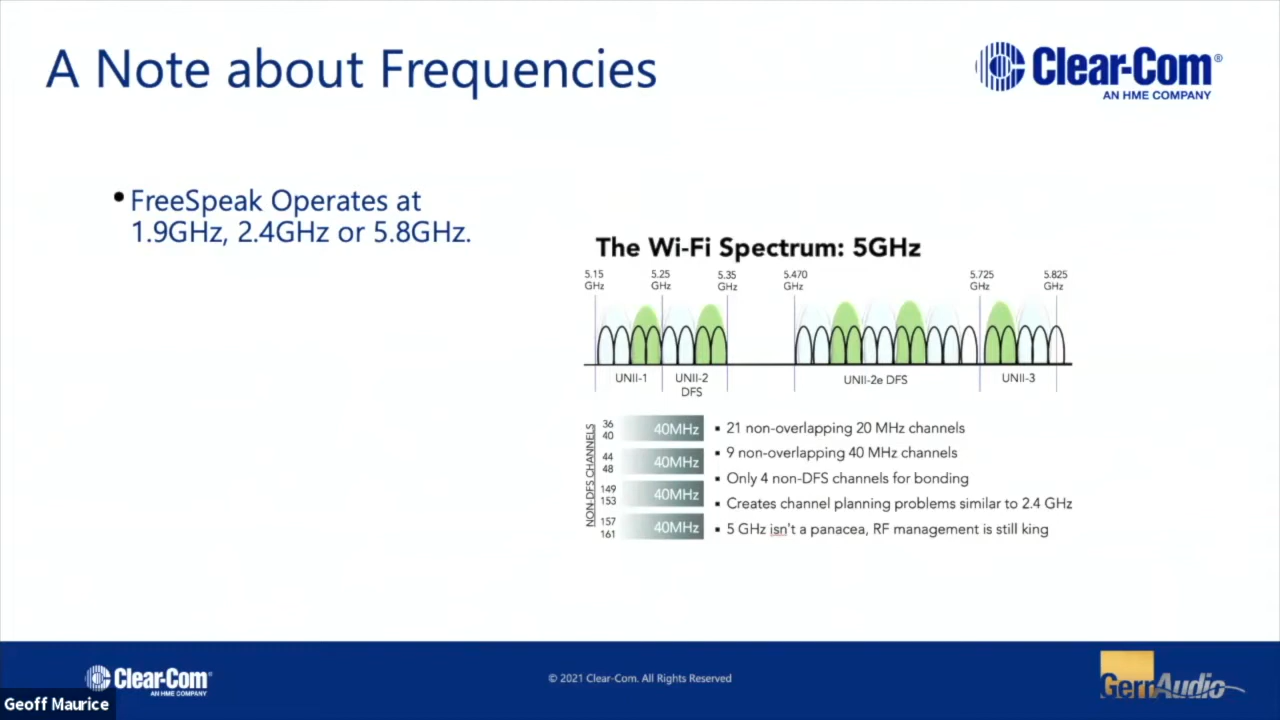 A Note about Frequencies
Clear-Com®
AN HME COMPANY
• FreeSpeak Operates at
1.9GHz, 2.4GHz or 5.8GHz.
The Wi-Fi Spectrum: 5GHz
5.15 GHz
5.25 GHz
5.35 GHz
5.470 GHz
5.725 GHz
5.825 GHz
UNII-1
UNII-2 DFS
UNII-2e DFS
UNII-3
NON-DFS CHANNELS
36
40
40MHz
44
48
40MHz
149
153
40MHz
157
161
40MHz
▪ 21 non-overlapping 20 MHz channels
▪ 9 non-overlapping 40 MHz channels
▪ Only 4 non-DFS channels for bonding
▪ Creates channel planning problems similar to 2.4 GHz
▪ 5 GHz isn't a panacea, RF management is still king
Clear-Com®
AN HME COMPANY
© 2021 Clear-Com. All Rights Reserved
GerrAudio
Geoff Maurice